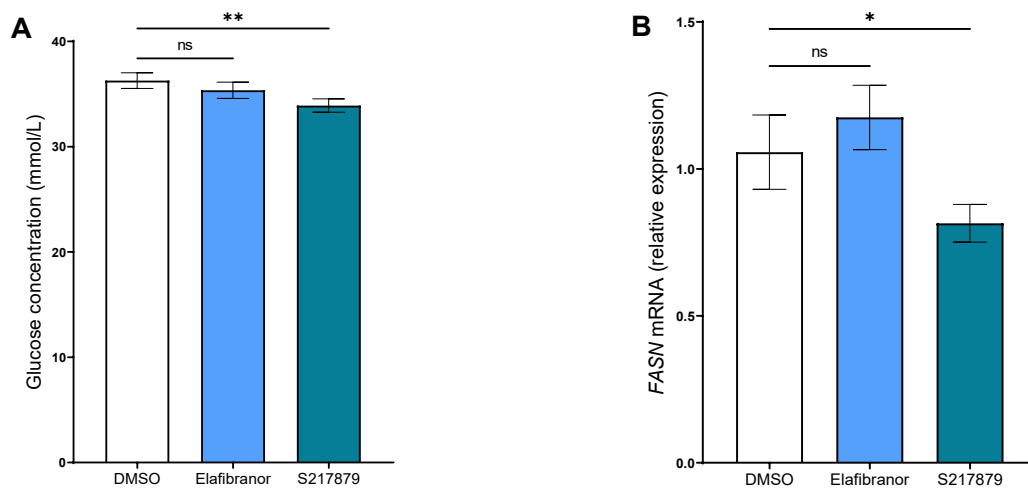 A
**
ns
Glucose concentration (mmol/L)
40
30
20
10
0
DMSO Elafibranor S217879
B
*
ns
FASN mRNA (relative expression)
1.5
1.0
0.5
0.0
DMSO Elafibranor S217879